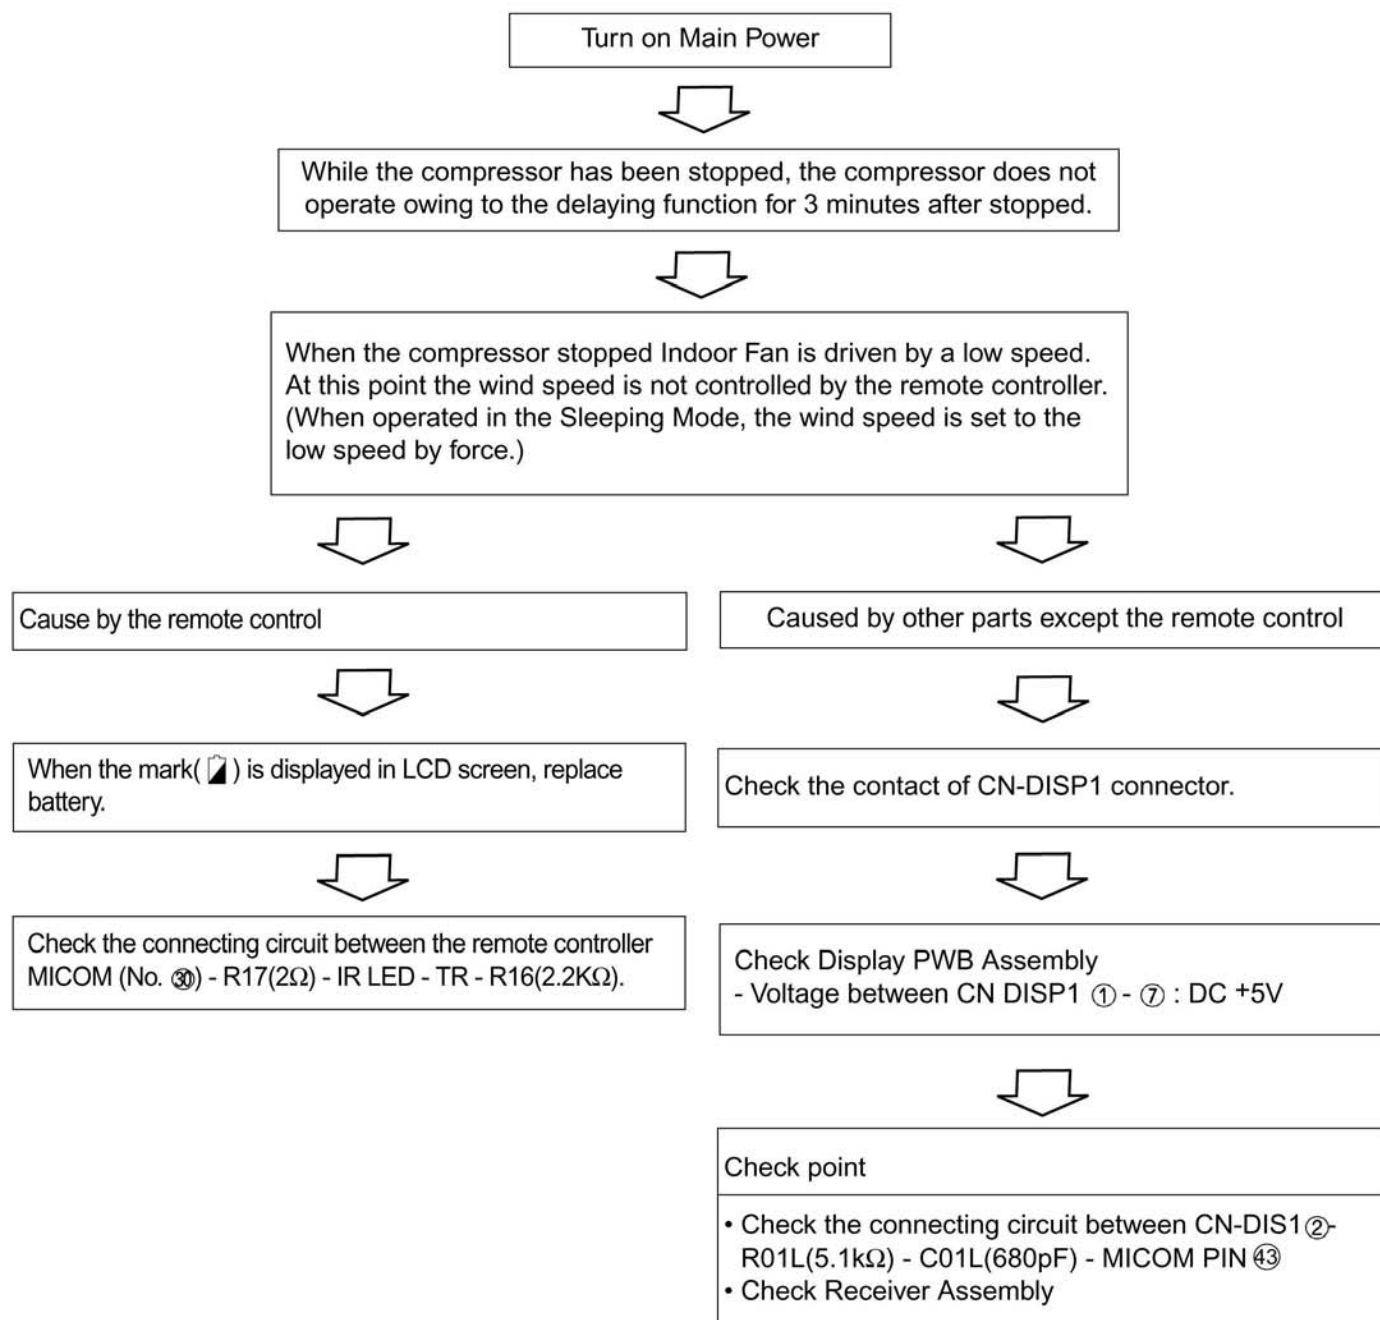 Turn on Main Power
While the compressor has been stopped, the compressor does not
operate owing to the delaying function for 3 minutes after stopped.
When the compressor stopped Indoor Fan is driven by a low speed.
At this point the wind speed is not controlled by the remote controller.
(When operated in the Sleeping Mode, the wind speed is set to the
low speed by force.)
Cause by the remote control
When the mark( ) is displayed in LCD screen, replace
battery.
Check the connecting circuit between the remote controller
MICOM (No. ㉚) - R17(2Ω) - IR LED - TR - R16(2.2KΩ).
Caused by other parts except the remote control
Check the contact of CN-DISP1 connector.
Check Display PWB Assembly
- Voltage between CN DISP1 ① - ⑦ : DC +5V
Check point
• Check the connecting circuit between CN-DIS1②-
R01L(5.1kΩ) - C01L(680pF) - MICOM PIN ㊸
• Check Receiver Assembly